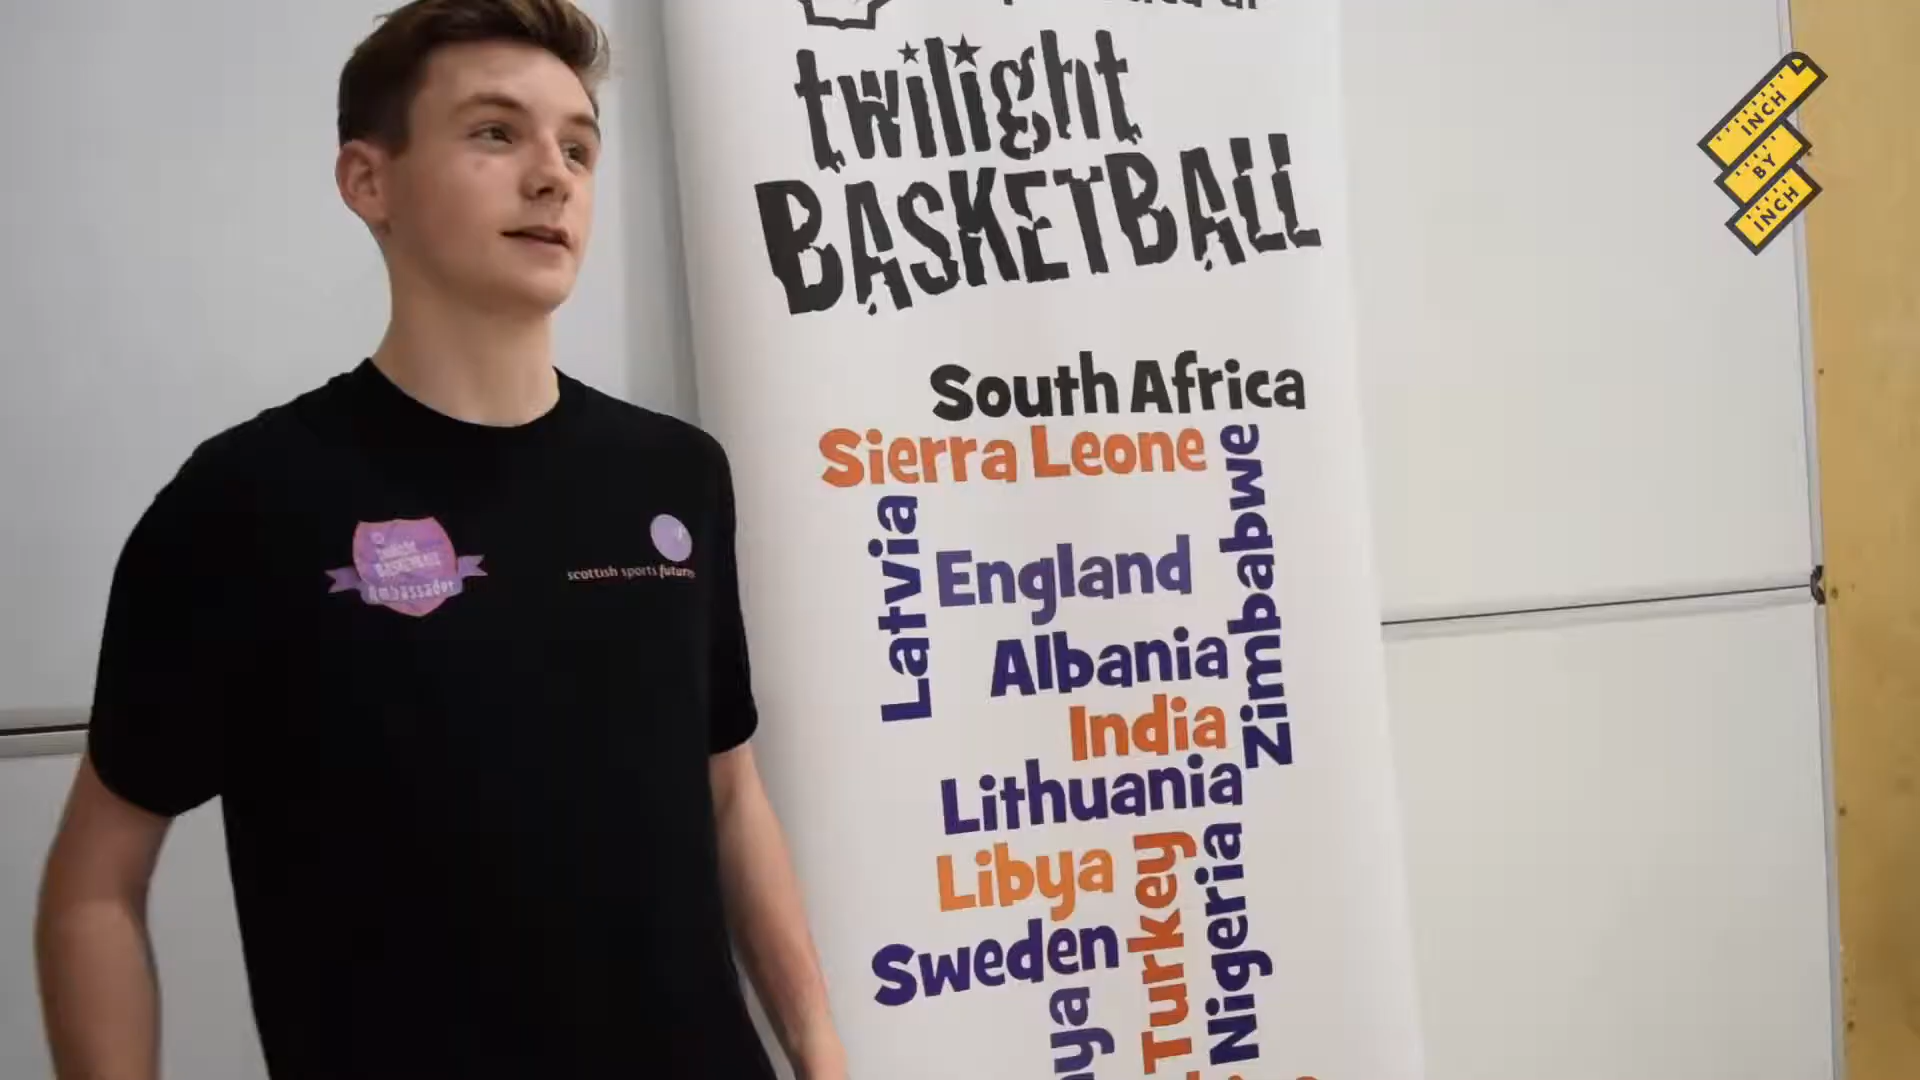 twilight
BASKETBALL
South Africa
Sierra Leone
Latvia
England
Zimbabwe
Albania
India
Lithuania
Libya
Turkey
Nigeria
Sweden
twilight
BASKETBALL
Ambassador
scottish sports futures
INCH
BY
INCH